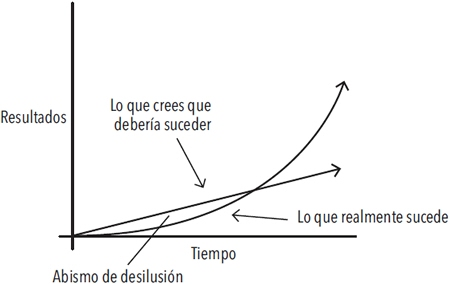 Resultados
Lo que crees que
debería suceder
Lo que realmente sucede
Tiempo
Abismo de desilusión